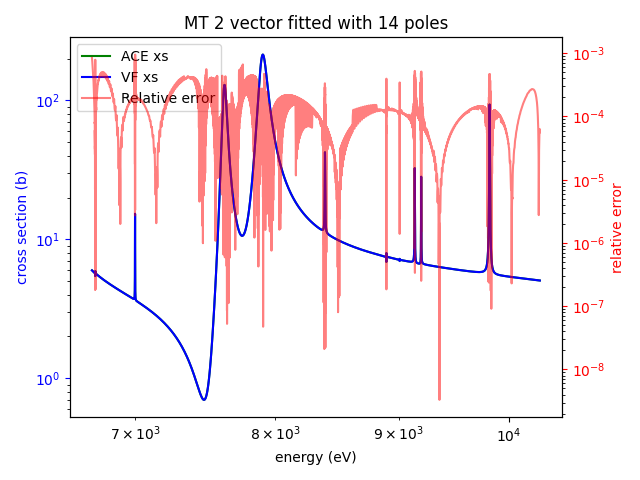 MT 2 vector fitted with 14 poles
ACE xs
VF xs
Relative error
cross section (b)
10²
10¹
10⁰
10⁻³
10⁻⁴
10⁻⁵
10⁻⁶
10⁻⁷
10⁻⁸
relative error
7 × 10³
8 × 10³
9 × 10³
10⁴
energy (eV)